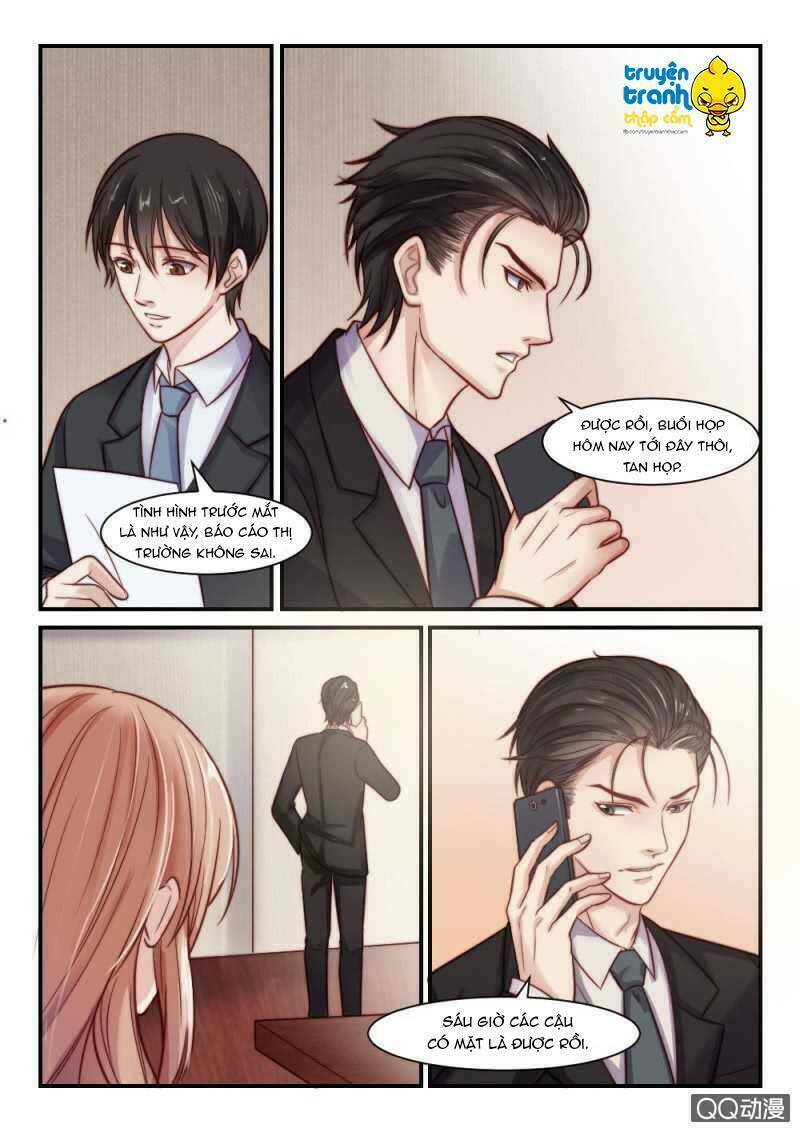 truyện
tranh
thập cẩm
fb.com/truyentranhthapcam
TÌNH HÌNH TRƯỚC MẮT
LÀ NHƯ VẬY, BÁO CÁO THỊ
TRƯỜNG KHÔNG SAI.
ĐƯỢC RỒI, BUỔI HỌP
HÔM NAY TỚI ĐÂY THÔI,
TAN HỌP.
SÁU GIỜ CÁC CẬU
CÓ MẶT LÀ ĐƯỢC RỒI.
QQ动漫